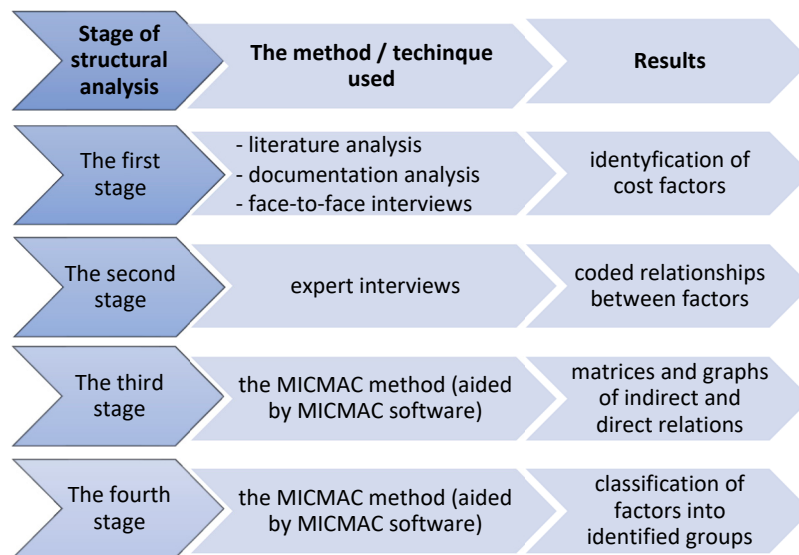 Stage of
structural
analysis
The method / techinque
used
Results
The first
stage
- literature analysis
- documentation analysis
- face-to-face interviews
identyfication of
cost factors
The second
stage
expert interviews
coded relationships
between factors
The third
stage
the MICMAC method (aided
by MICMAC software)
matrices and graphs
of indirect and
direct relations
The fourth
stage
the MICMAC method (aided
by MICMAC software)
classification of
factors into
identified groups